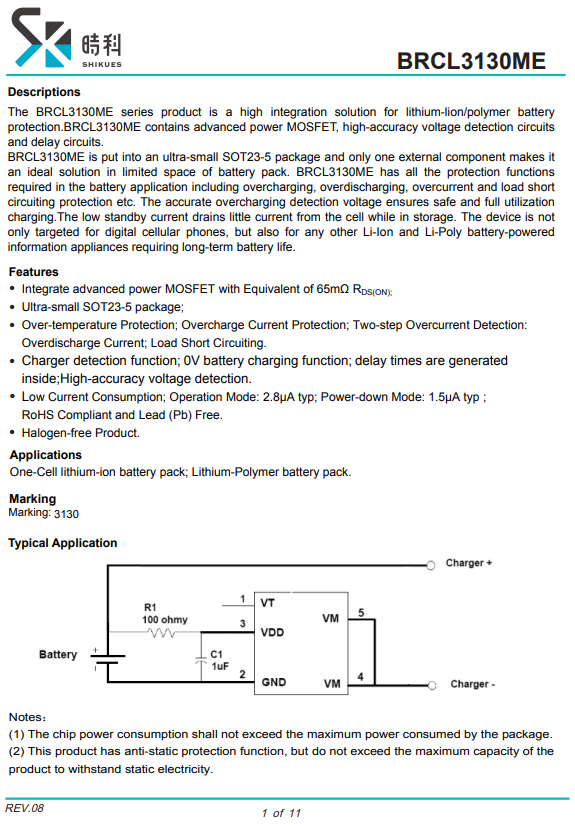 時科
SHIKUES
BRCL3130ME
Descriptions
The BRCL3130ME series product is a high integration solution for lithium-lion/polymer battery
protection.BRCL3130ME contains advanced power MOSFET, high-accuracy voltage detection circuits
and delay circuits.
BRCL3130ME is put into an ultra-small SOT23-5 package and only one external component makes it
an ideal solution in limited space of battery pack. BRCL3130ME has all the protection functions
required in the battery application including overcharging, overdischarging, overcurrent and load short
circuiting protection etc. The accurate overcharging detection voltage ensures safe and full utilization
charging.The low standby current drains little current from the cell while in storage. The device is not
only targeted for digital cellular phones, but also for any other Li-Ion and Li-Poly battery-powered
information appliances requiring long-term battery life.
Features
• Integrate advanced power MOSFET with Equivalent of 65mΩ RDS(ON);
• Ultra-small SOT23-5 package;
• Over-temperature Protection; Overcharge Current Protection; Two-step Overcurrent Detection:
Overdischarge Current; Load Short Circuiting.
• Charger detection function; 0V battery charging function; delay times are generated
inside;High-accuracy voltage detection.
• Low Current Consumption; Operation Mode: 2.8μA typ; Power-down Mode: 1.5μA typ ;
RoHS Compliant and Lead (Pb) Free.
• Halogen-free Product.
Applications
One-Cell lithium-ion battery pack; Lithium-Polymer battery pack.
Marking
Marking: 3130
Typical Application
Charger +
R1
100 ohmy
1
VT
VM
5
3
VDD
Battery
+
-
C1
1uF
2
GND
VM
4
Charger -
Notes：
(1) The chip power consumption shall not exceed the maximum power consumed by the package.
(2) This product has anti-static protection function, but do not exceed the maximum capacity of the
product to withstand static electricity.
REV.08
1 of 11